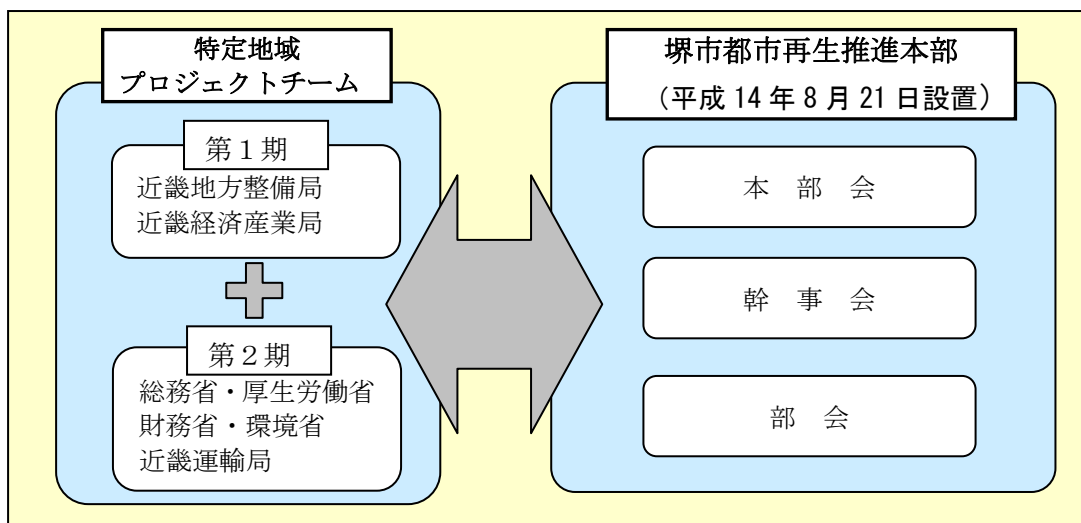 特定地域
プロジェクトチーム
第１期
近畿地方整備局
近畿経済産業局
第２期
総務省・厚生労働省
財務省・環境省
近畿運輸局
堺市都市再生推進本部
（平成 14 年 8 月 21 日設置）
本　部　会
幹　事　会
部　会